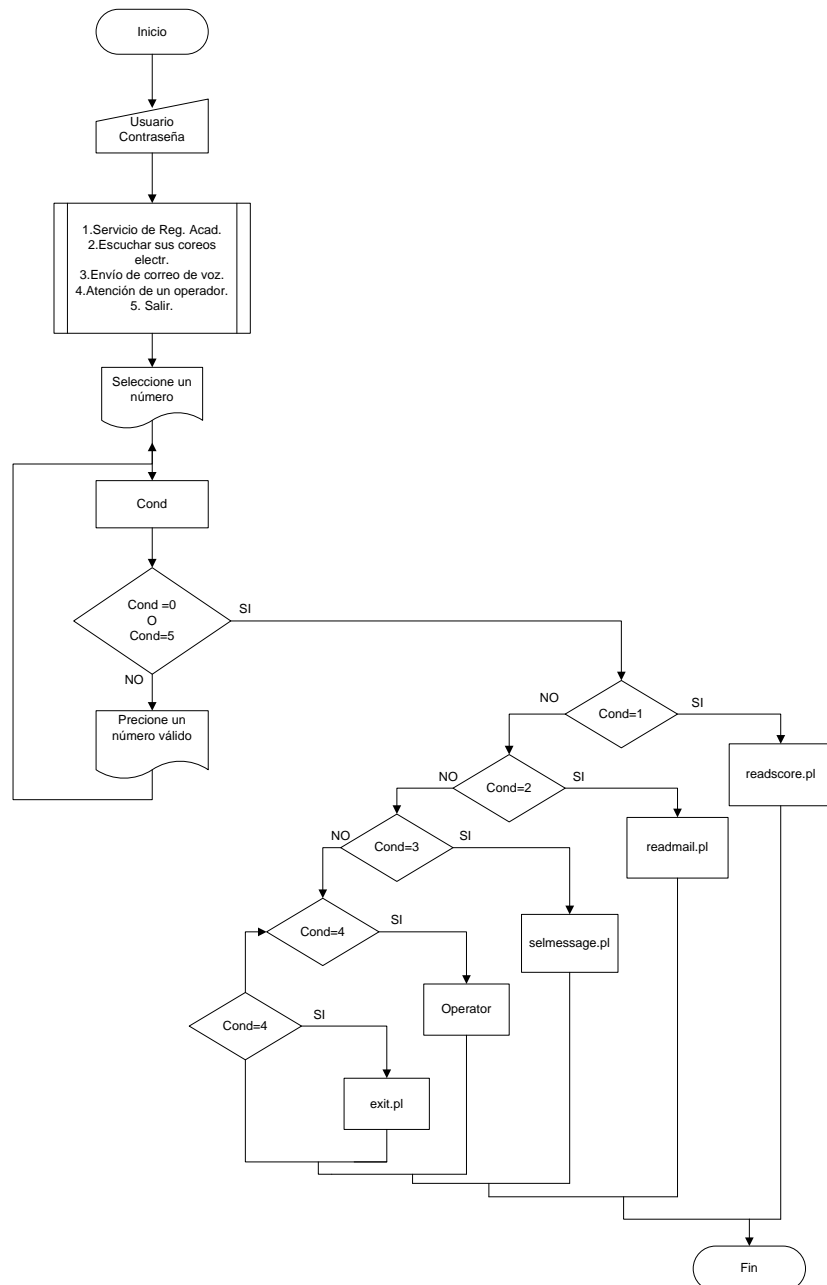 Inicio
Usuario
Contraseña
1.Servicio de Reg. Acad.
2.Escuchar sus coreos
electr.
3.Envío de correo de voz.
4.Atención de un operador.
5. Salir.
Seleccione un
número
Cond
Cond =0
O
Cond=5
SI
NO
Precione un
número válido
Cond=1
NO
SI
readscore.pl
Cond=2
NO
SI
readmail.pl
Cond=3
NO
SI
selmessage.pl
Cond=4
SI
Operator
Cond=4
SI
exit.pl
Fin